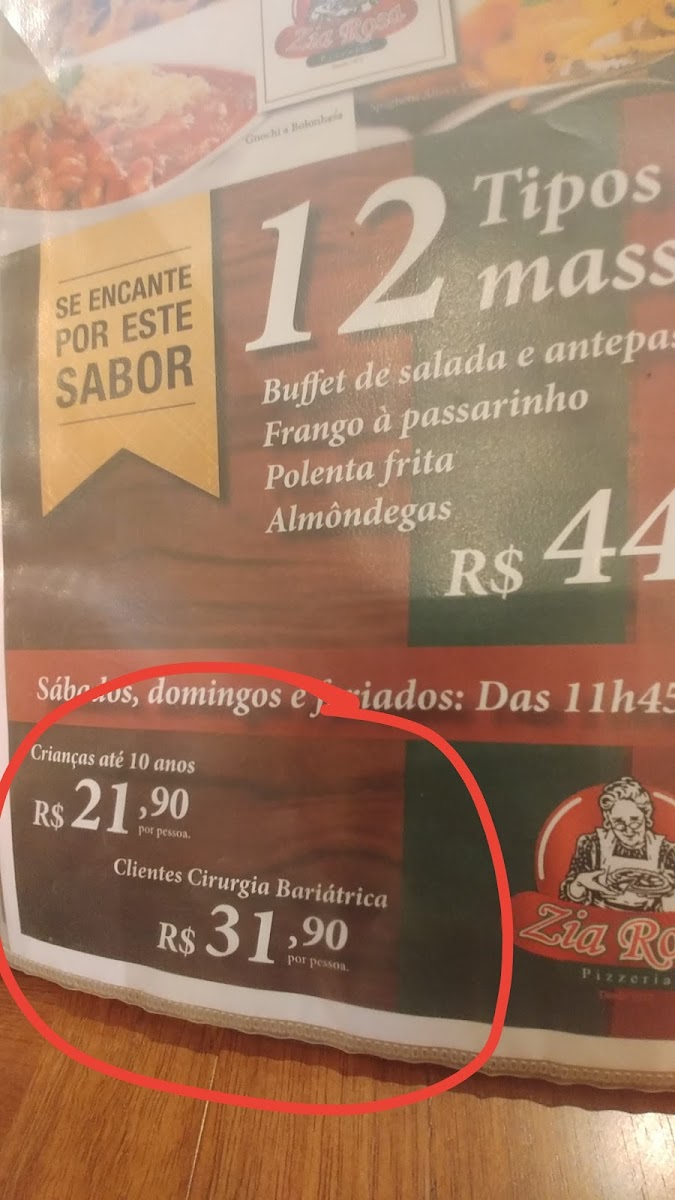 Zia Rosa
Pizzeria
Gnochi à Bolonhesa
SE ENCANTE
POR ESTE
SABOR
12 Tipos
mass
Buffet de salada e antepas
Frango à passarinho
Polenta frita
Almôndegas
R$ 44
Sábados, domingos e feriados: Das 11h45
Crianças até 10 anos
R$ 21,90
por pessoa.
Clientes Cirurgia Bariátrica
R$ 31,90
por pessoa.
Zia Ro
Pizzeria